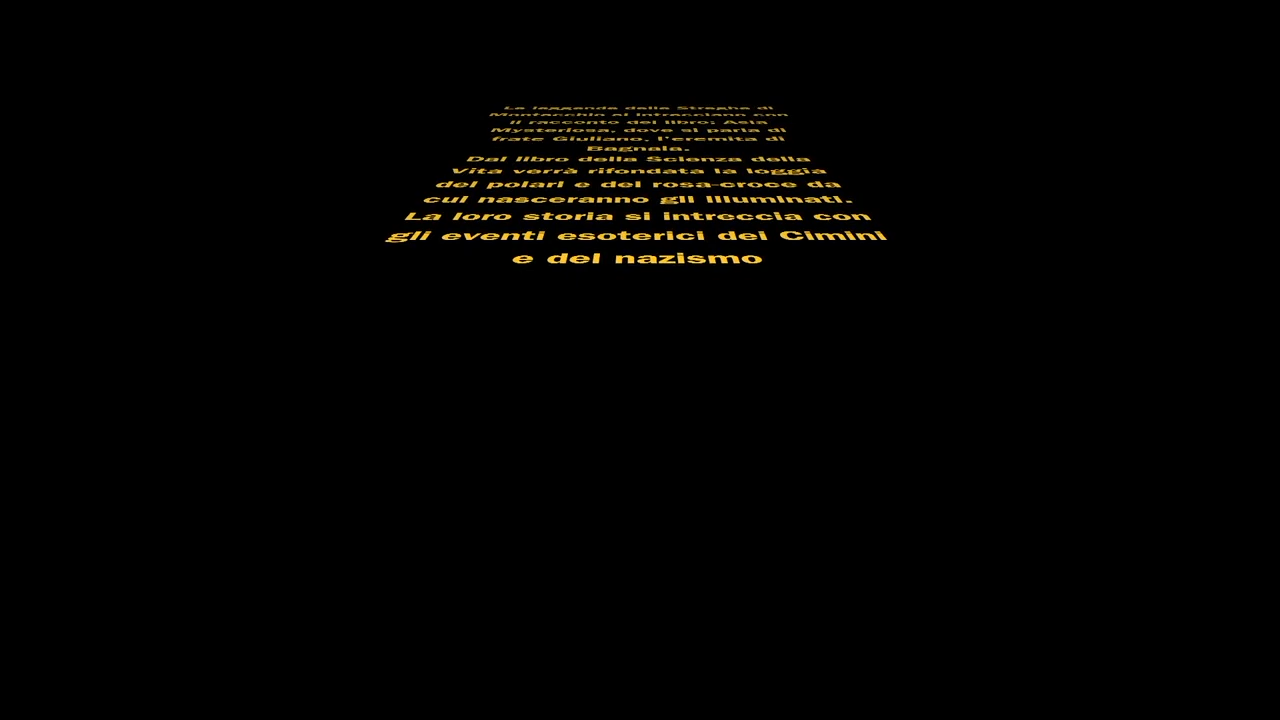 La leggenda delle Streghe di
Montecchio si intrecciano con
il racconto del libro: Asia
Mysteriosa, dove si parla di
frate Giuliano, l'eremita di
Bagnaia.
Dal libro della Scienza della
Vita verrà rifondata la loggia
dei polari e dei rosa-croce da
cui nasceranno gli Illuminati.
La loro storia si intreccia con
gli eventi esoterici dei Cimini
e del nazismo